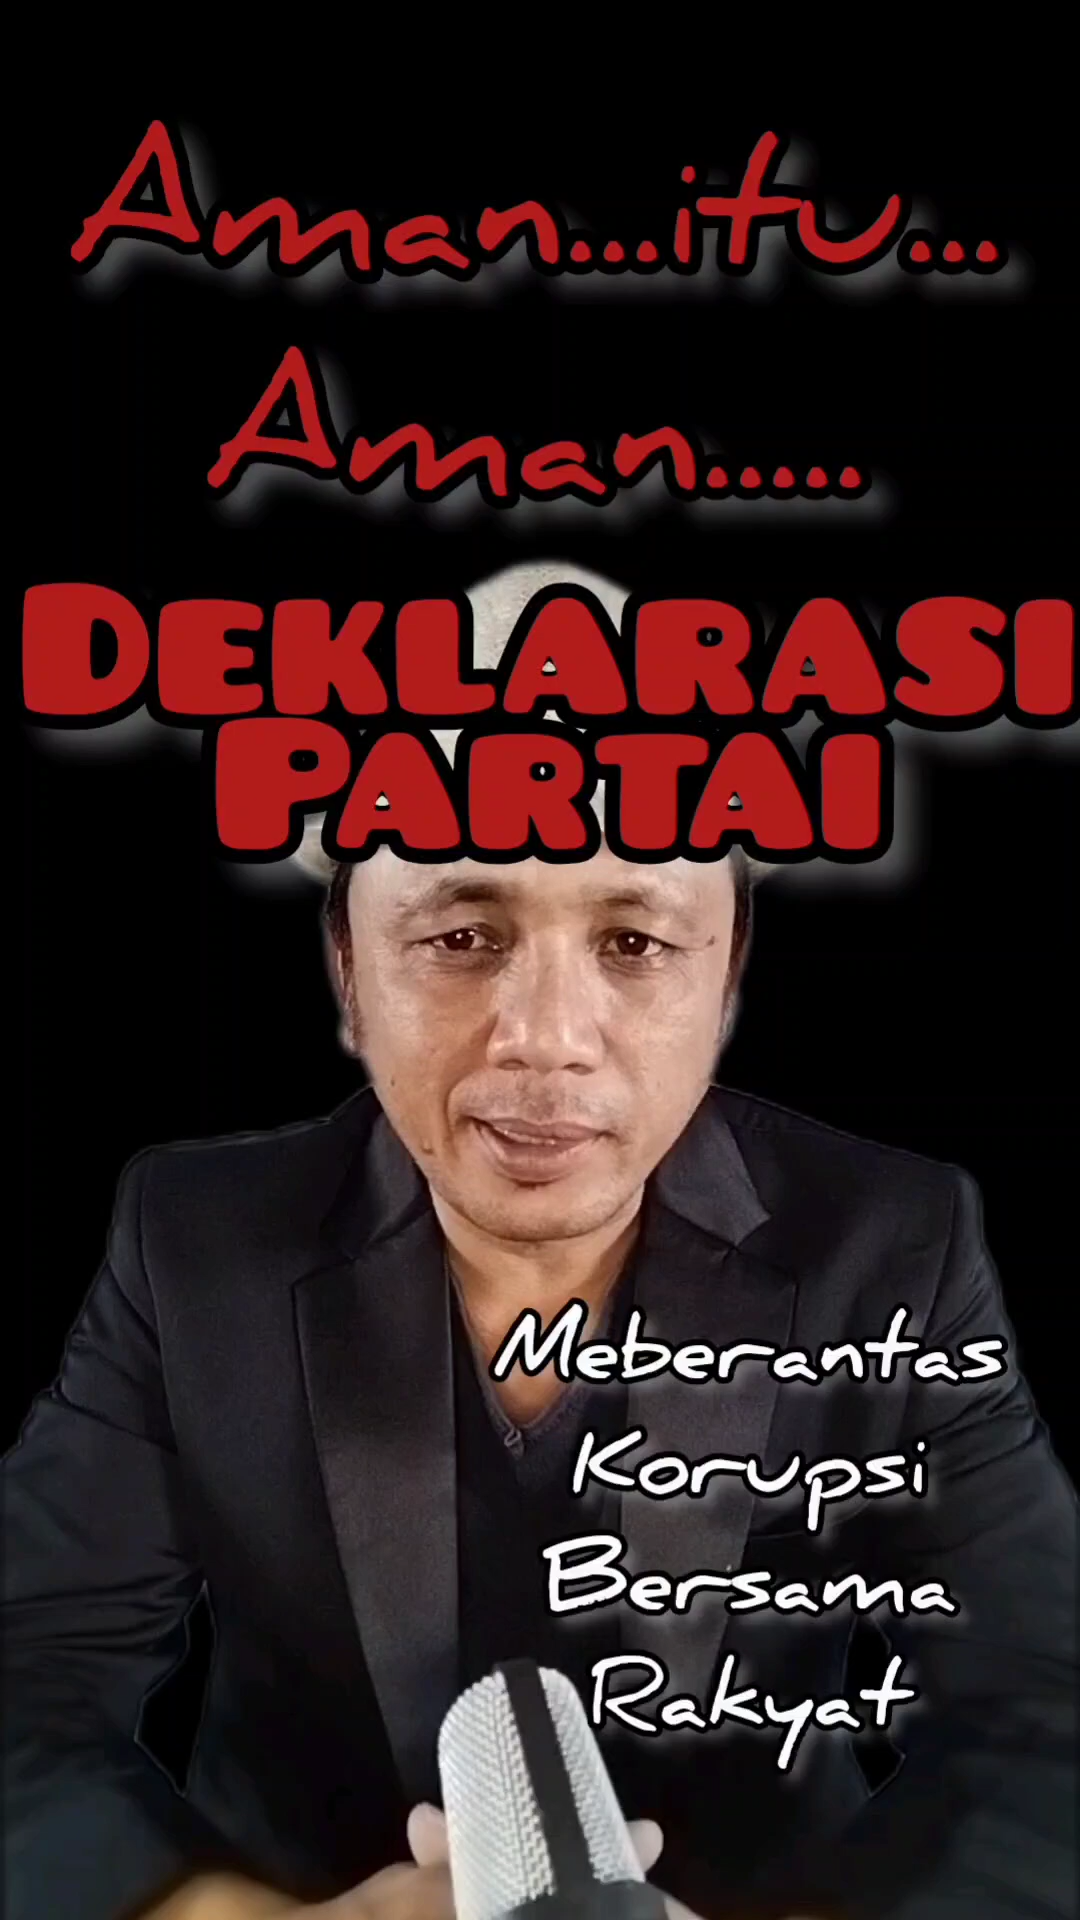 Aman...itu...
Aman.....
DEKLARASI
PARTAI
Meberantas
Korupsi
Bersama
Rakyat